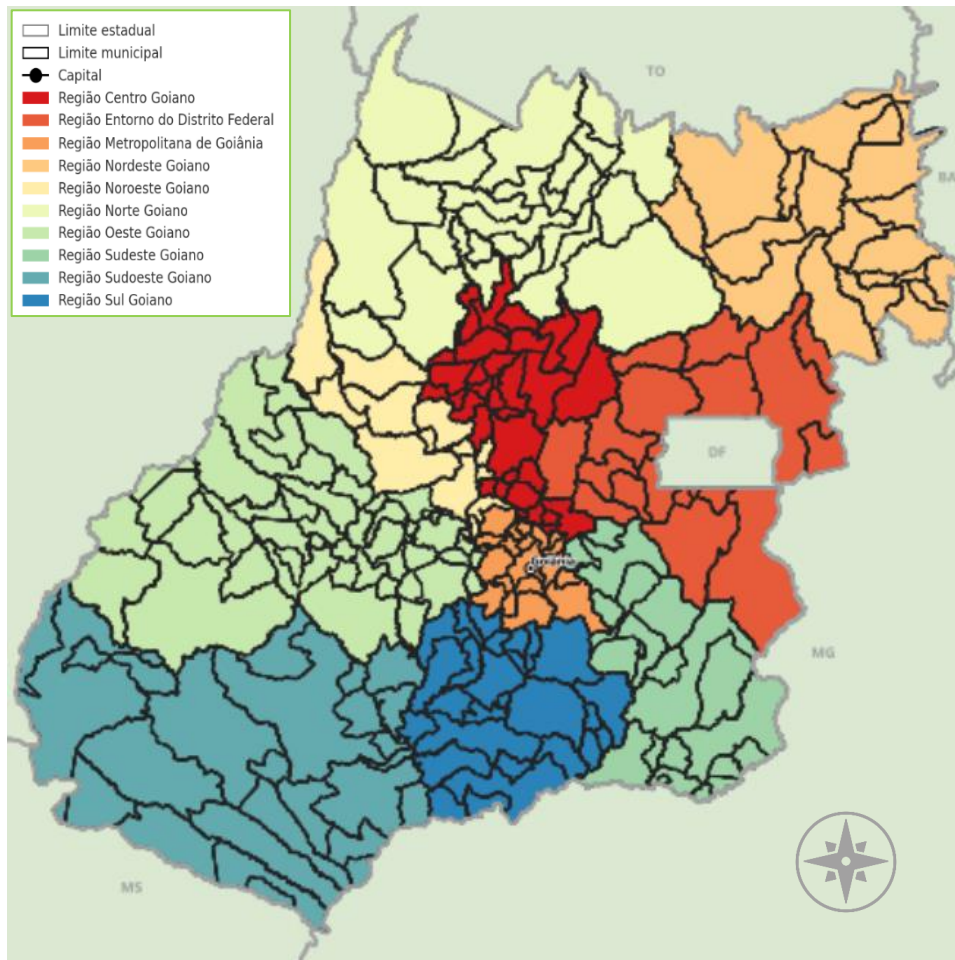 Limite estadual
Limite municipal
Capital
Região Centro Goiano
Região Entorno do Distrito Federal
Região Metropolitana de Goiânia
Região Nordeste Goiano
Região Noroeste Goiano
Região Norte Goiano
Região Oeste Goiano
Região Sudeste Goiano
Região Sudoeste Goiano
Região Sul Goiano
TO
BA
DF
Goiânia
MG
MS